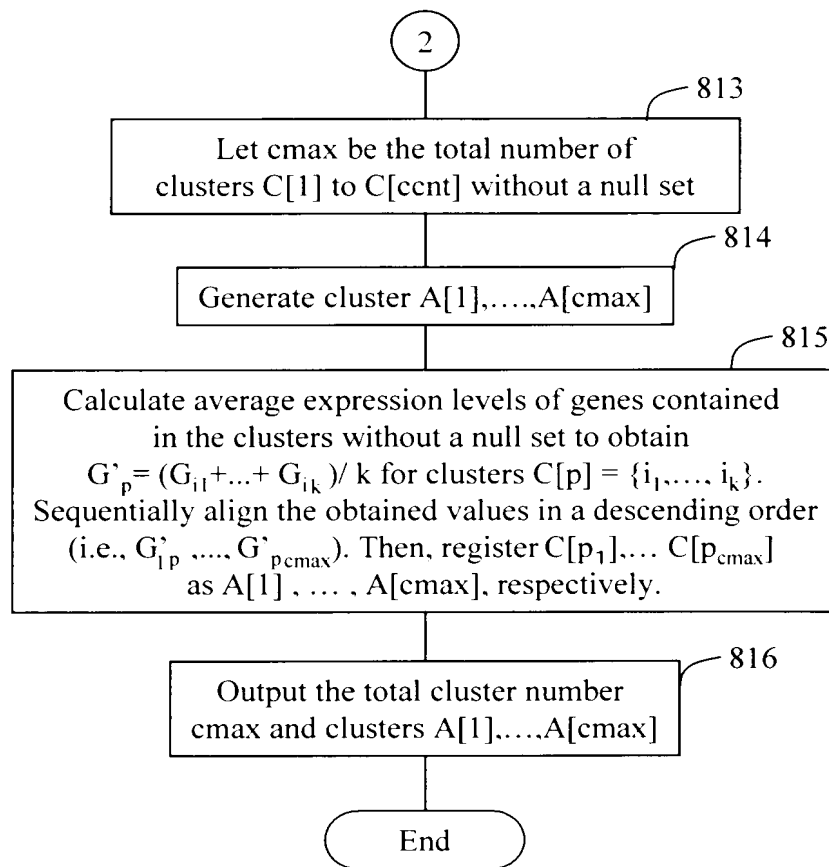 2
813
Let cmax be the total number of
clusters C[1] to C[ccnt] without a null set
814
Generate cluster A[1],....,A[cmax]
815
Calculate average expression levels of genes contained
in the clusters without a null set to obtain
G'p= (Gi1+...+ Gik)/ k for clusters C[p] = {i1,..., ik}.
Sequentially align the obtained values in a descending order
(i.e., G'1p ,..., G'pcmax). Then, register C[p1],... C[pcmax]
as A[1] , ... , A[cmax], respectively.
816
Output the total cluster number
cmax and clusters A[1],...,A[cmax]
End